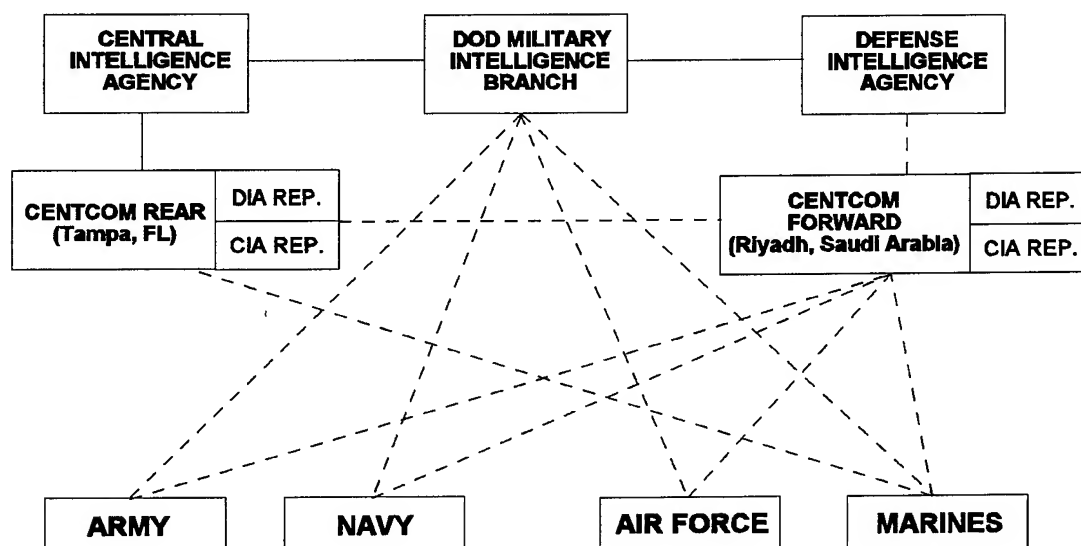 CENTRAL
INTELLIGENCE
AGENCY
DOD MILITARY
INTELLIGENCE
BRANCH
DEFENSE
INTELLIGENCE
AGENCY
CENTCOM REAR
(Tampa, FL)
DIA REP.
CIA REP.
CENTCOM
FORWARD
(Riyadh, Saudi Arabia)
DIA REP.
CIA REP.
ARMY
NAVY
AIR FORCE
MARINES